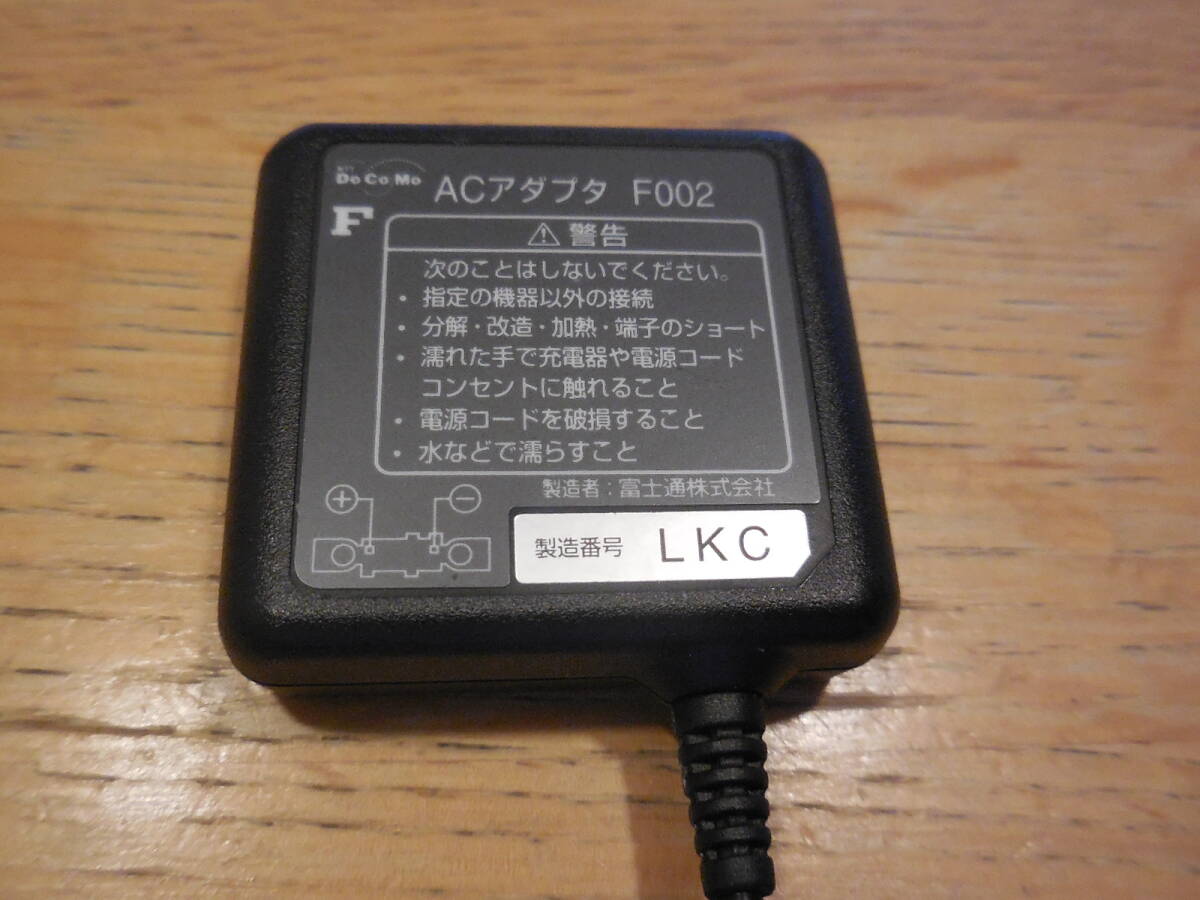 NTT
DoCoMo ACアダプタ F002
F
⚠ 警告
次のことはしないでください。
・指定の機器以外の接続
・分解・改造・加熱・端子のショート
・濡れた手で充電器や電源コード
コンセントに触れること
・電源コードを破損すること
・水などで濡らすこと
製造者：富士通株式会社
+ −
製造番号 LKC